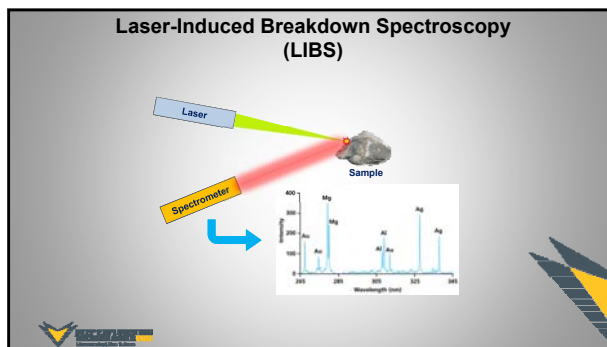 Laser-Induced Breakdown Spectroscopy
(LIBS)
Laser
Sample
Spectrometer
400
300
200
100
0
Intensity
Au
Au
Mg
Mg
Al
Al
Au
Ag
Ag
265
285
305
325
345
Wavelength (nm)